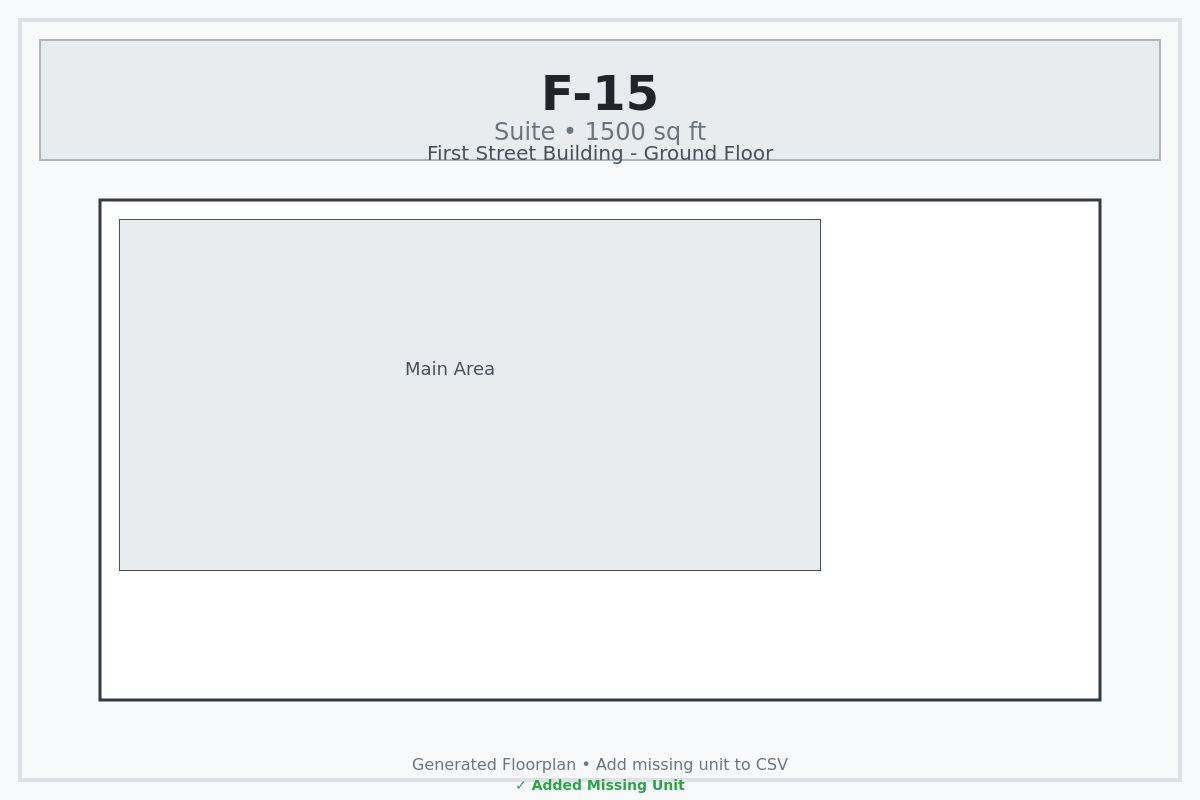 F-15
Suite • 1500 sq ft
First Street Building - Ground Floor
Main Area
Generated Floorplan • Add missing unit to CSV
✓ Added Missing Unit